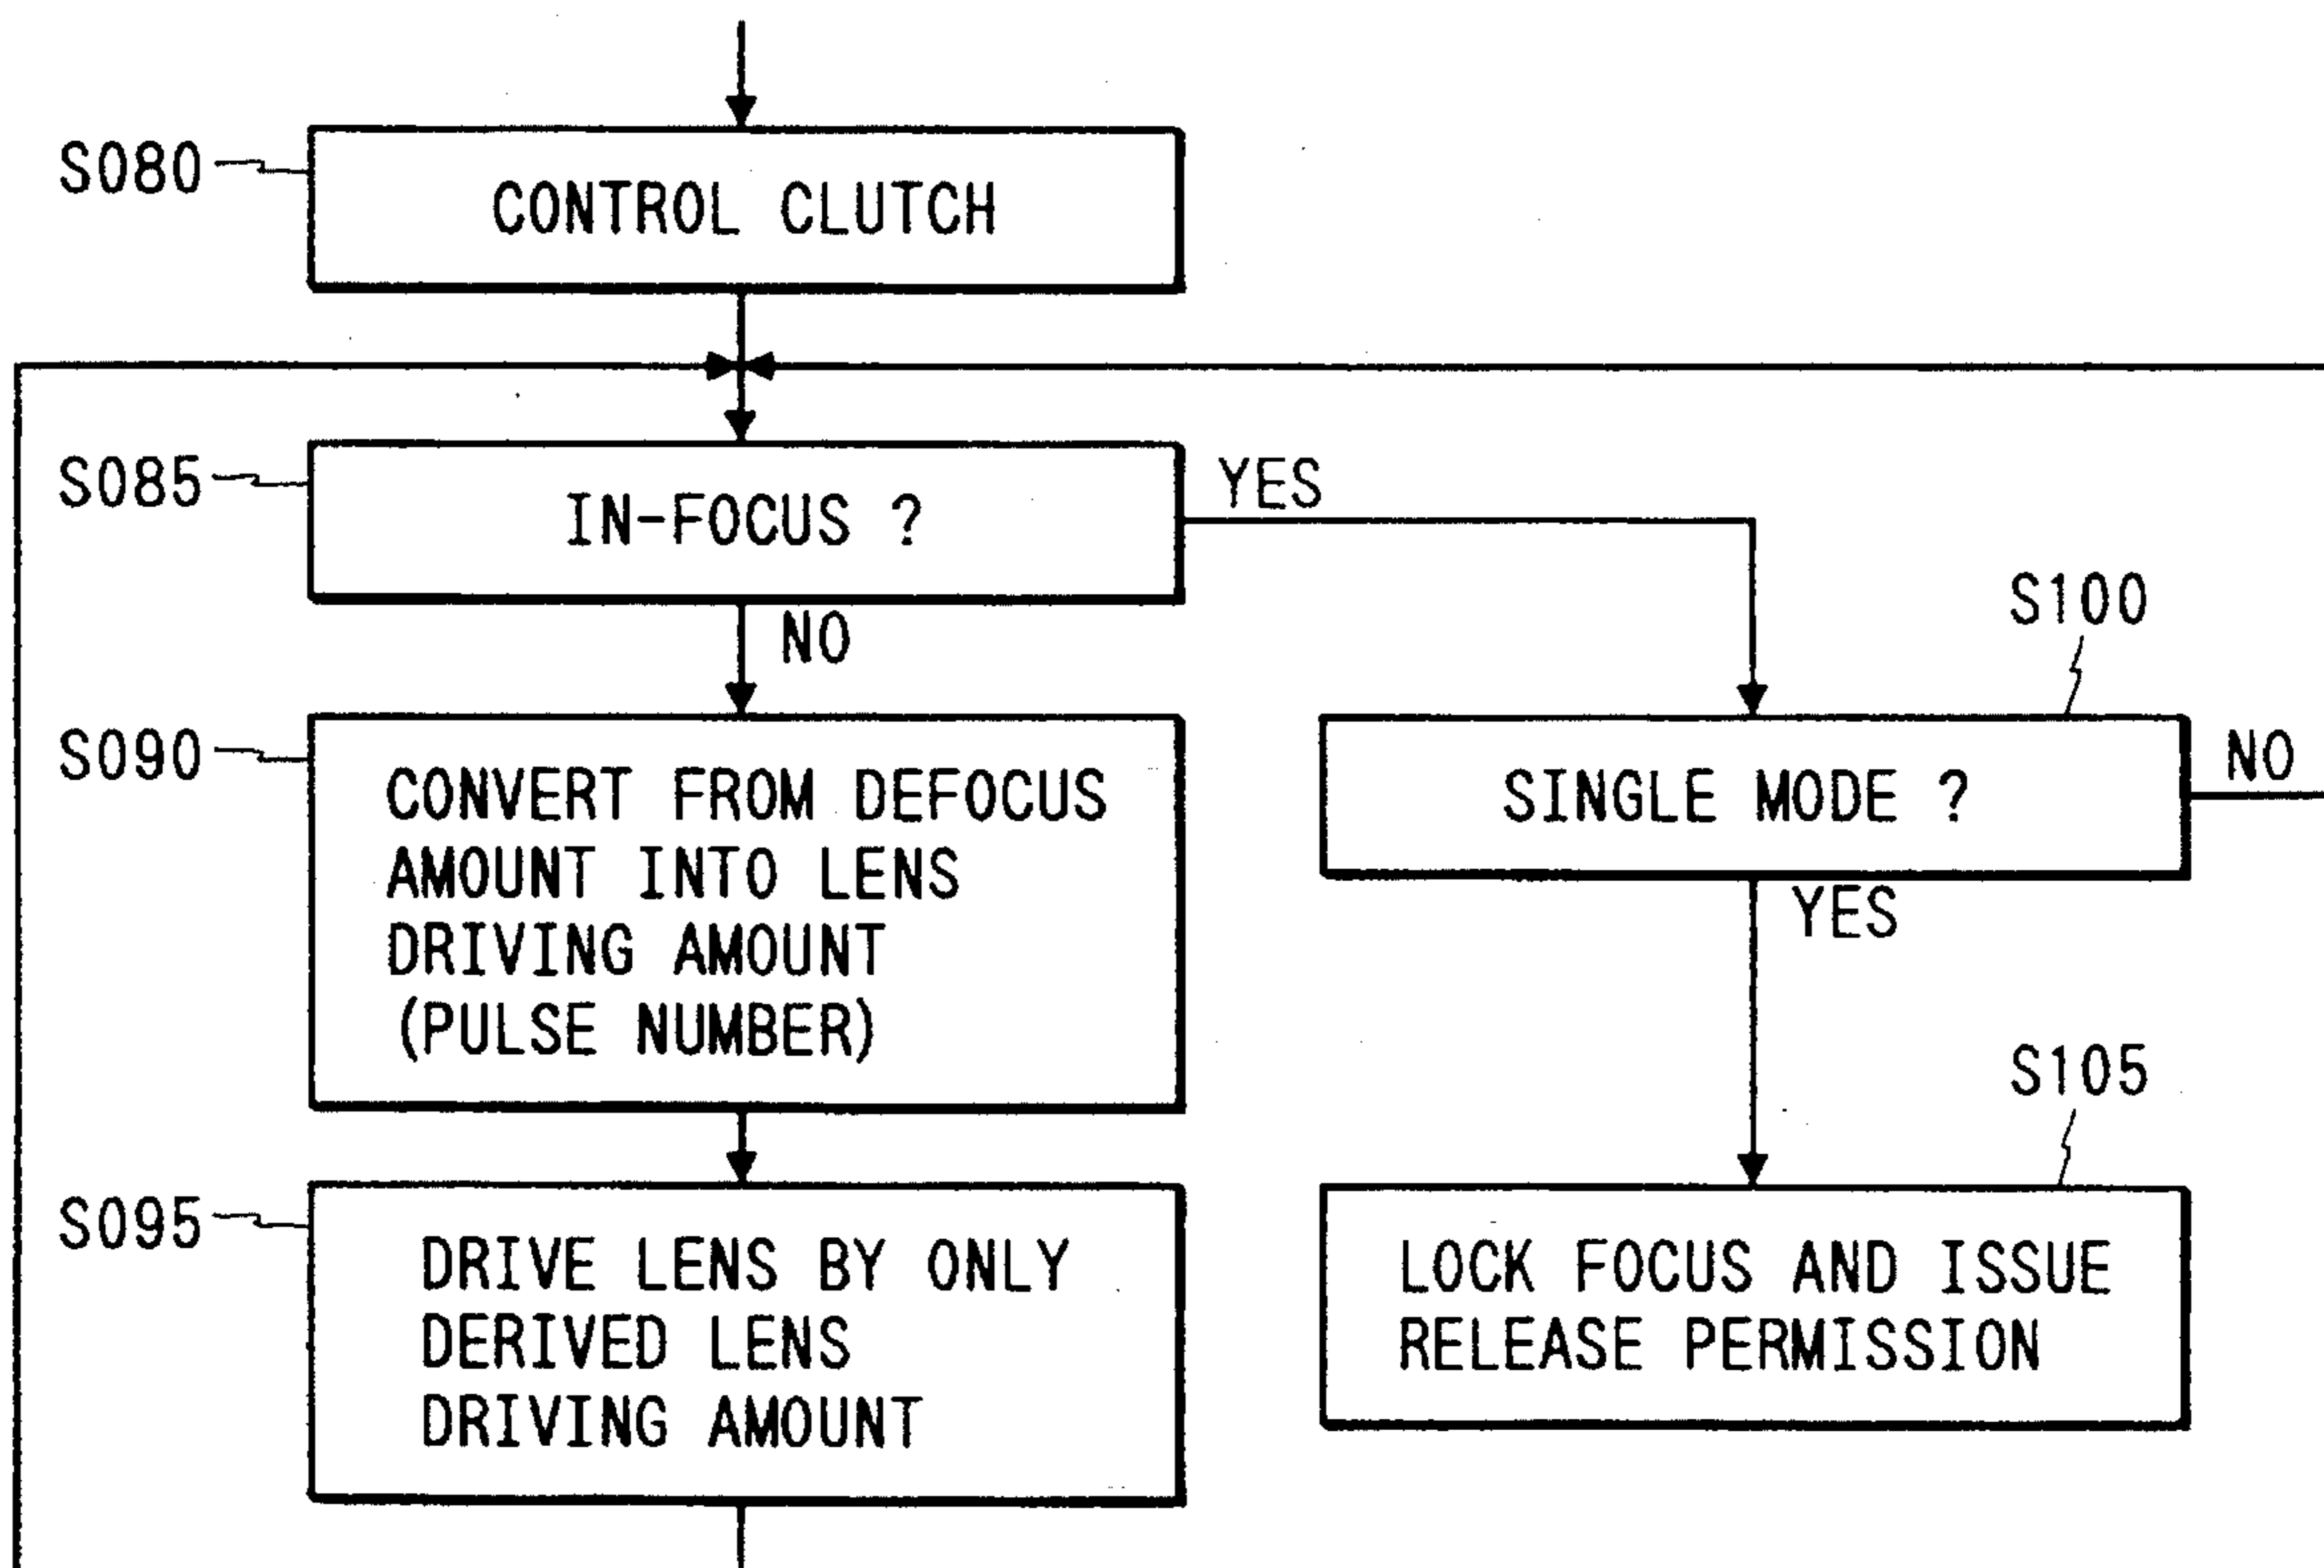 S080
CONTROL CLUTCH
S085
IN-FOCUS ?
YES
NO
S090
CONVERT FROM DEFOCUS
AMOUNT INTO LENS
DRIVING AMOUNT
(PULSE NUMBER)
S100
SINGLE MODE ?
NO
YES
S095
DRIVE LENS BY ONLY
DERIVED LENS
DRIVING AMOUNT
S105
LOCK FOCUS AND ISSUE
RELEASE PERMISSION